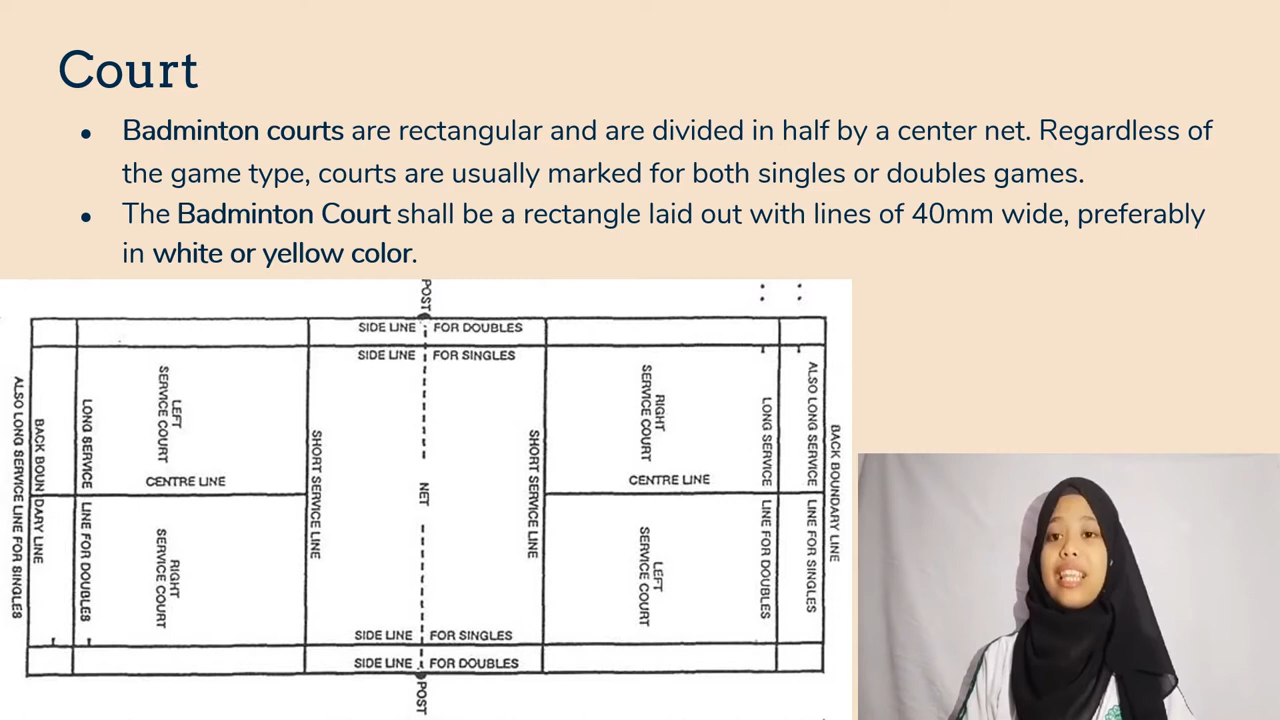 Court
● Badminton courts are rectangular and are divided in half by a center net. Regardless of
the game type, courts are usually marked for both singles or doubles games.
● The Badminton Court shall be a rectangle laid out with lines of 40mm wide, preferably
in white or yellow color.
POST
SIDE LINE FOR DOUBLES
SIDE LINE FOR SINGLES
ALSO LONG SERVICE LINE FOR SINGLES
BACK BOUNDARY LINE
LONG SERVICE LINE FOR DOUBLES
LEFT
SERVICE COURT
CENTRE LINE
RIGHT
SERVICE COURT
SHORT SERVICE LINE
NET
SHORT SERVICE LINE
RIGHT
SERVICE COURT
CENTRE LINE
LEFT
SERVICE COURT
LONG SERVICE LINE FOR DOUBLES
ALSO LONG SERVICE LINE FOR SINGLES
BACK BOUNDARY LINE
SIDE LINE FOR SINGLES
SIDE LINE FOR DOUBLES
POST